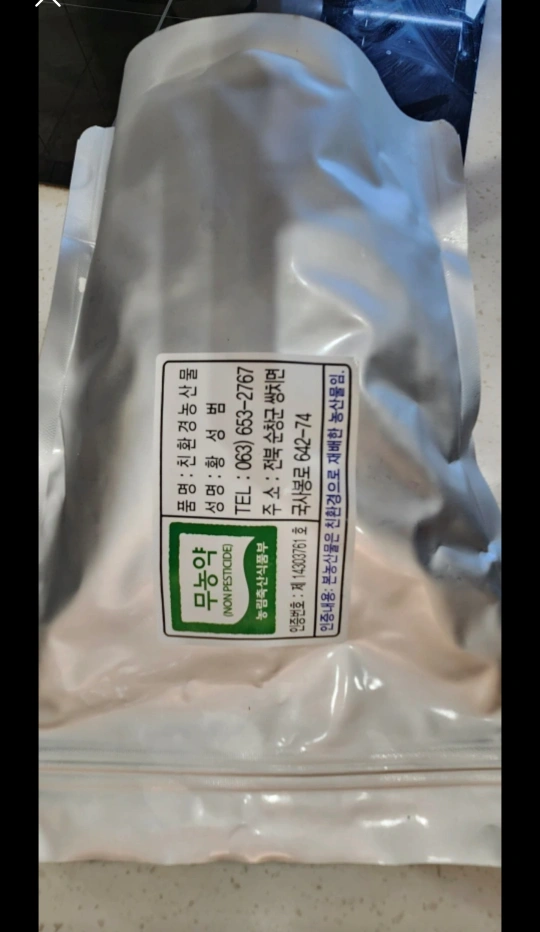 품명 : 친환경농산물
성명 : 황 성 범
TEL : 063) 653-2767
주 소 : 전북 순창군 쌍치면
국사봉로 642-74
무농약
(NON PESTICIDE)
농림축산식품부
인증번호 : 제 14303761 호
인증내용: 본농산물은 친환경으로 재배한 농산물임.